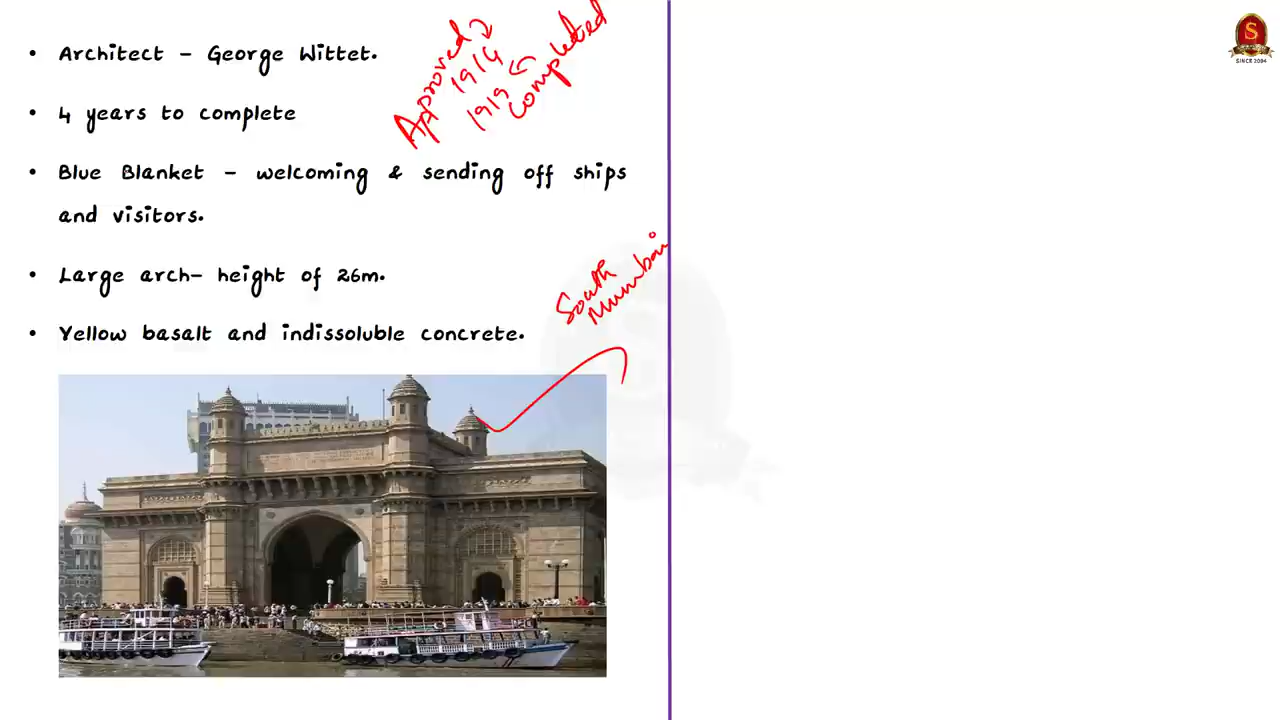 • Architect - George Wittet.
Approved
1914
1919
Completed
• 4 years to complete
• Blue Blanket - welcoming & sending off ships
and visitors.
• Large arch- height of 26m.
South
Mumbai
• Yellow basalt and indissoluble concrete.
S
SINCE 2004